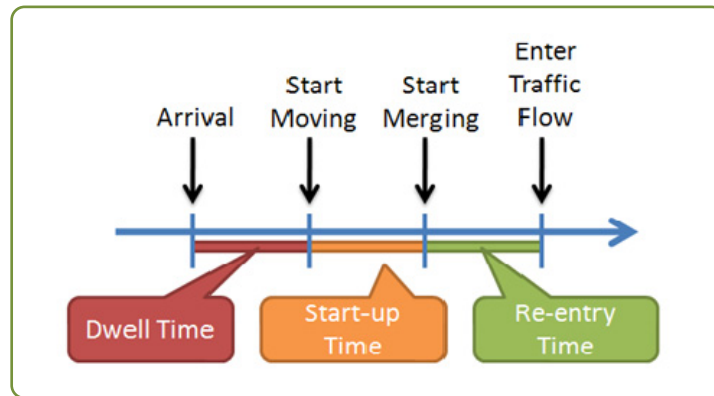 Arrival
Start
Moving
Start
Merging
Enter
Traffic
Flow
Dwell Time
Start-up
Time
Re-entry
Time